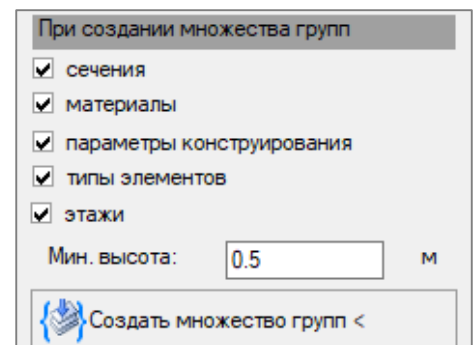 При создании множества групп
сечения
материалы
параметры конструирования
типы элементов
этажи
Мин. высота: 0.5 м
Создать множество групп <